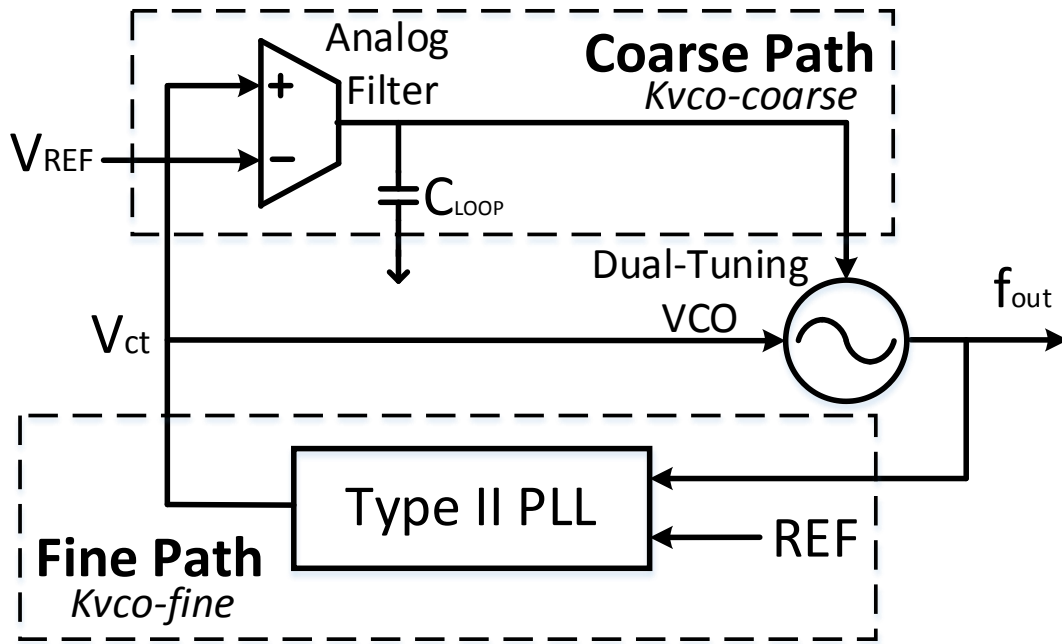 Analog
Filter
Coarse Path
Kvco-coarse
+
VREF
−
CLOOP
Dual-Tuning
VCO
fout
Vct
Type II PLL
REF
Fine Path
Kvco-fine